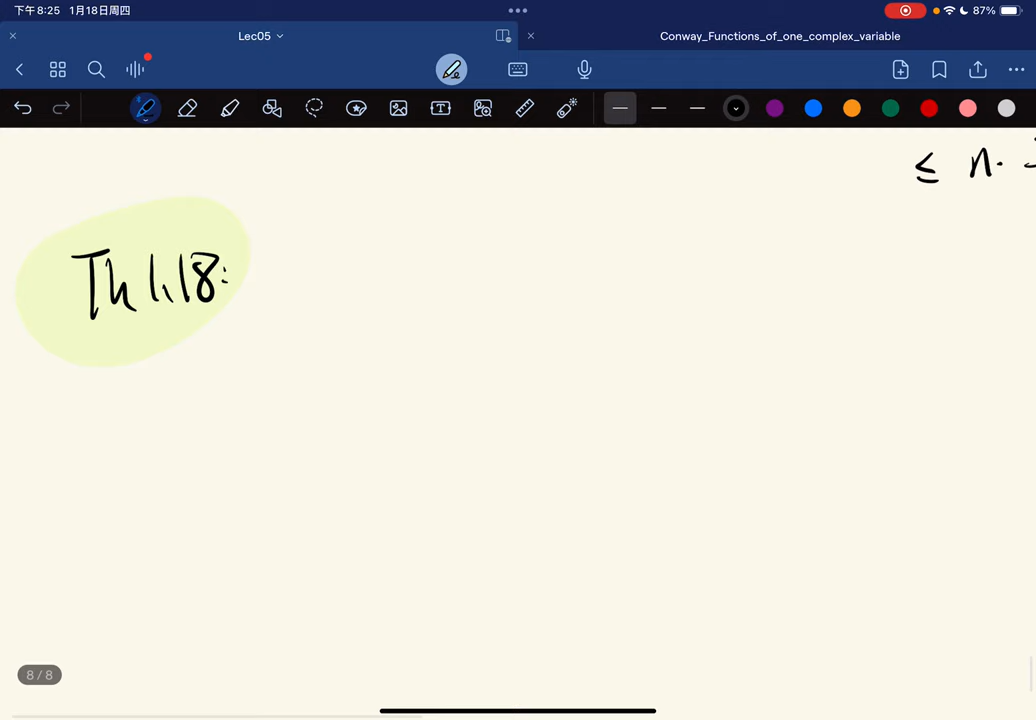 下午8:25 1月18日周四
87%
Lec05
Conway_Functions_of_one_complex_variable
≤ n·
Th 1.18:
8 / 8